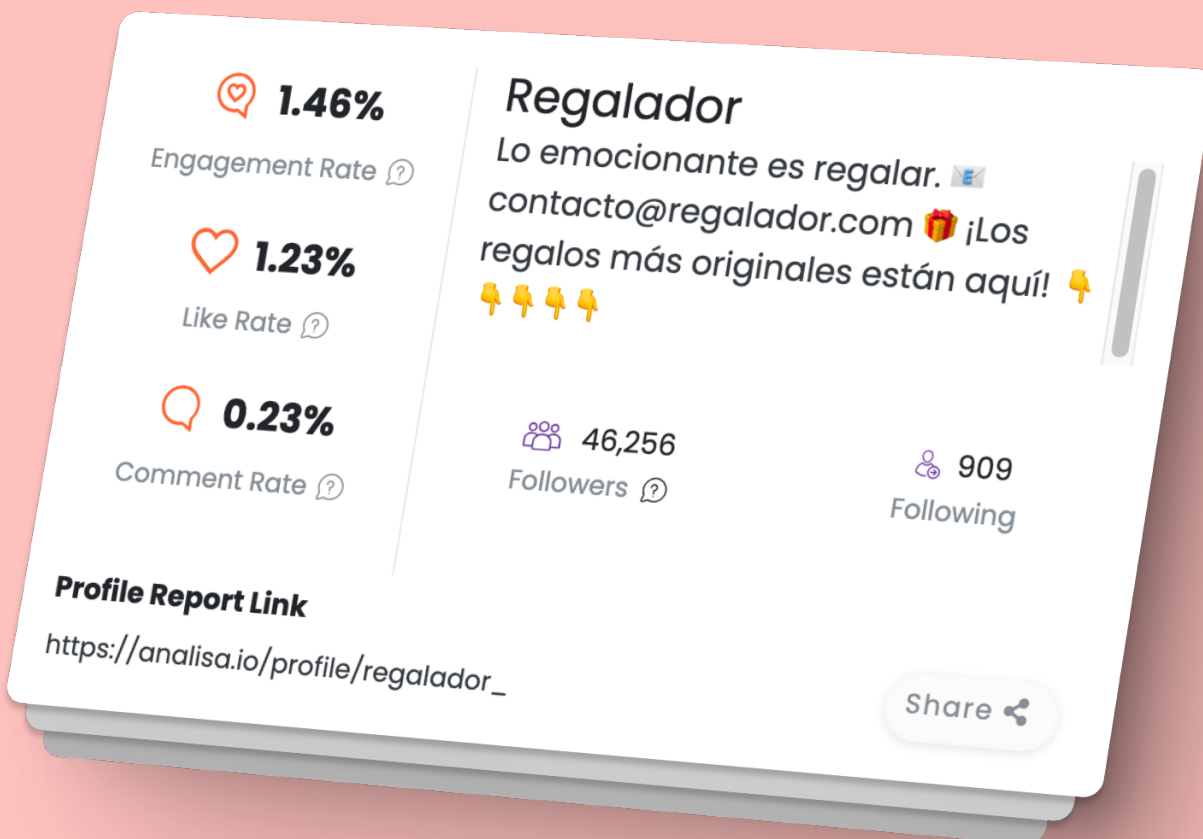 1.46%
Engagement Rate
1.23%
Like Rate
0.23%
Comment Rate
Regalador
Lo emocionante es regalar. 📧
contacto@regalador.com 🎁 ¡Los
regalos más originales están aquí! 👇
👇👇👇👇
46,256
Followers
909
Following
Profile Report Link
https://analisa.io/profile/regalador_
Share